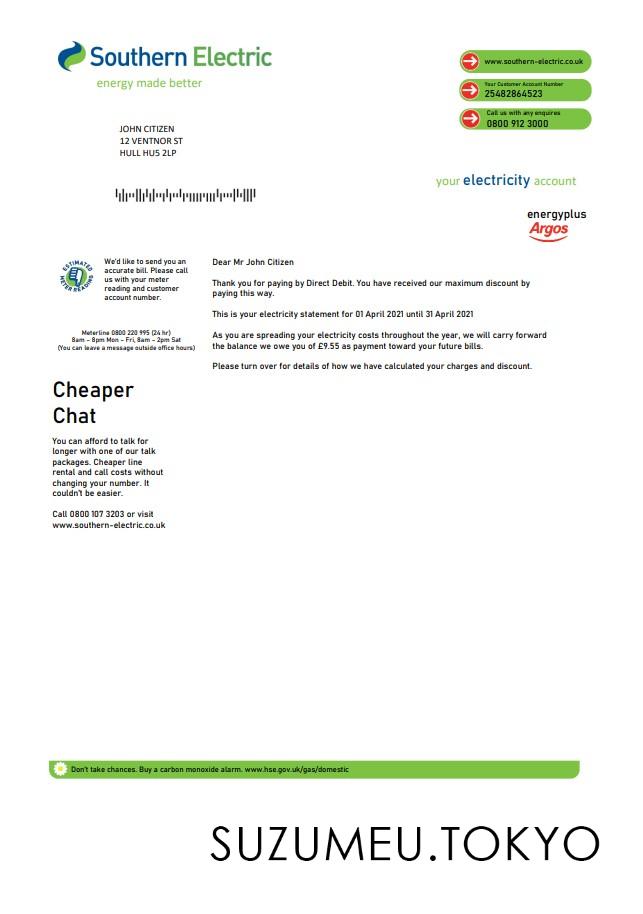 Southern Electric
energy made better
www.southern-electric.co.uk
Your Customer Account Number
25482864523
Call us with any enquires
0800 912 3000
JOHN CITIZEN
12 VENTNOR ST
HULL HU5 2LP
your electricity account
energyplus
Argos
ESTIMATED
METER READING
We'd like to send you an
accurate bill. Please call
us with your meter
reading and customer
account number.
Meterline 0800 220 995 (24 hr)
8am – 8pm Mon – Fri, 8am – 2pm Sat
(You can leave a message outside office hours)
Dear Mr John Citizen
Thank you for paying by Direct Debit. You have received our maximum discount by
paying this way.
This is your electricity statement for 01 April 2021 until 31 April 2021
As you are spreading your electricity costs throughout the year, we will carry forward
the balance we owe you of £9.55 as payment toward your future bills.
Please turn over for details of how we have calculated your charges and discount.
Cheaper
Chat
You can afford to talk for
longer with one of our talk
packages. Cheaper line
rental and call costs without
changing your number. It
couldn't be easier.
Call 0800 107 3203 or visit
www.southern-electric.co.uk
Don't take chances. Buy a carbon monoxide alarm. www.hse.gov.uk/gas/domestic
SUZUMEU.TOKYO